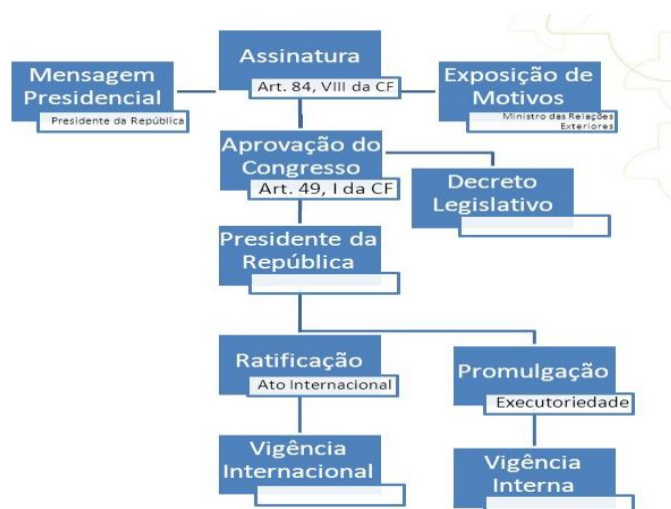 Assinatura
Art. 84, VIII da CF
Mensagem
Presidencial
Presidente da República
Exposição de
Motivos
Ministro das Relações
Exteriores
Aprovação do
Congresso
Art. 49, I da CF
Decreto
Legislativo
Presidente da
República
Ratificação
Ato Internacional
Promulgação
Executoriedade
Vigência
Internacional
Vigência
Interna